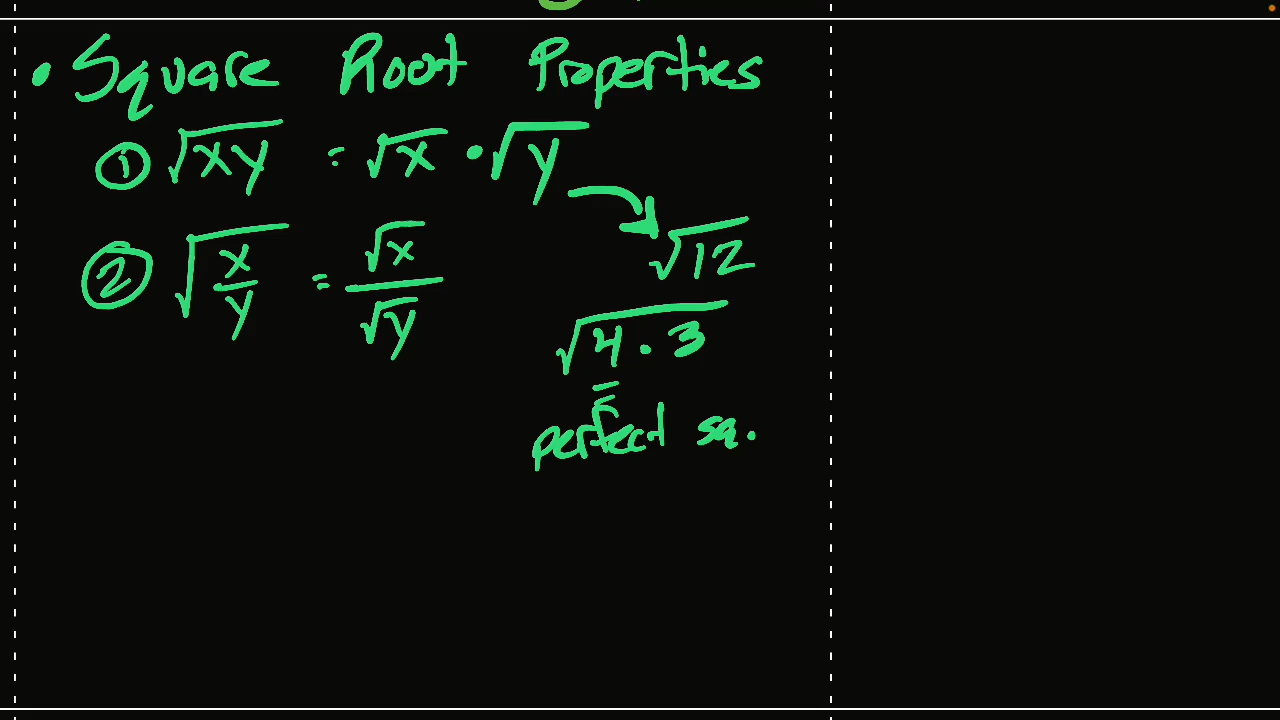 • Square Root Properties
① √xy = √x • √y
② √(x/y) = √x/√y
√12
√4 • 3
perfect sq.